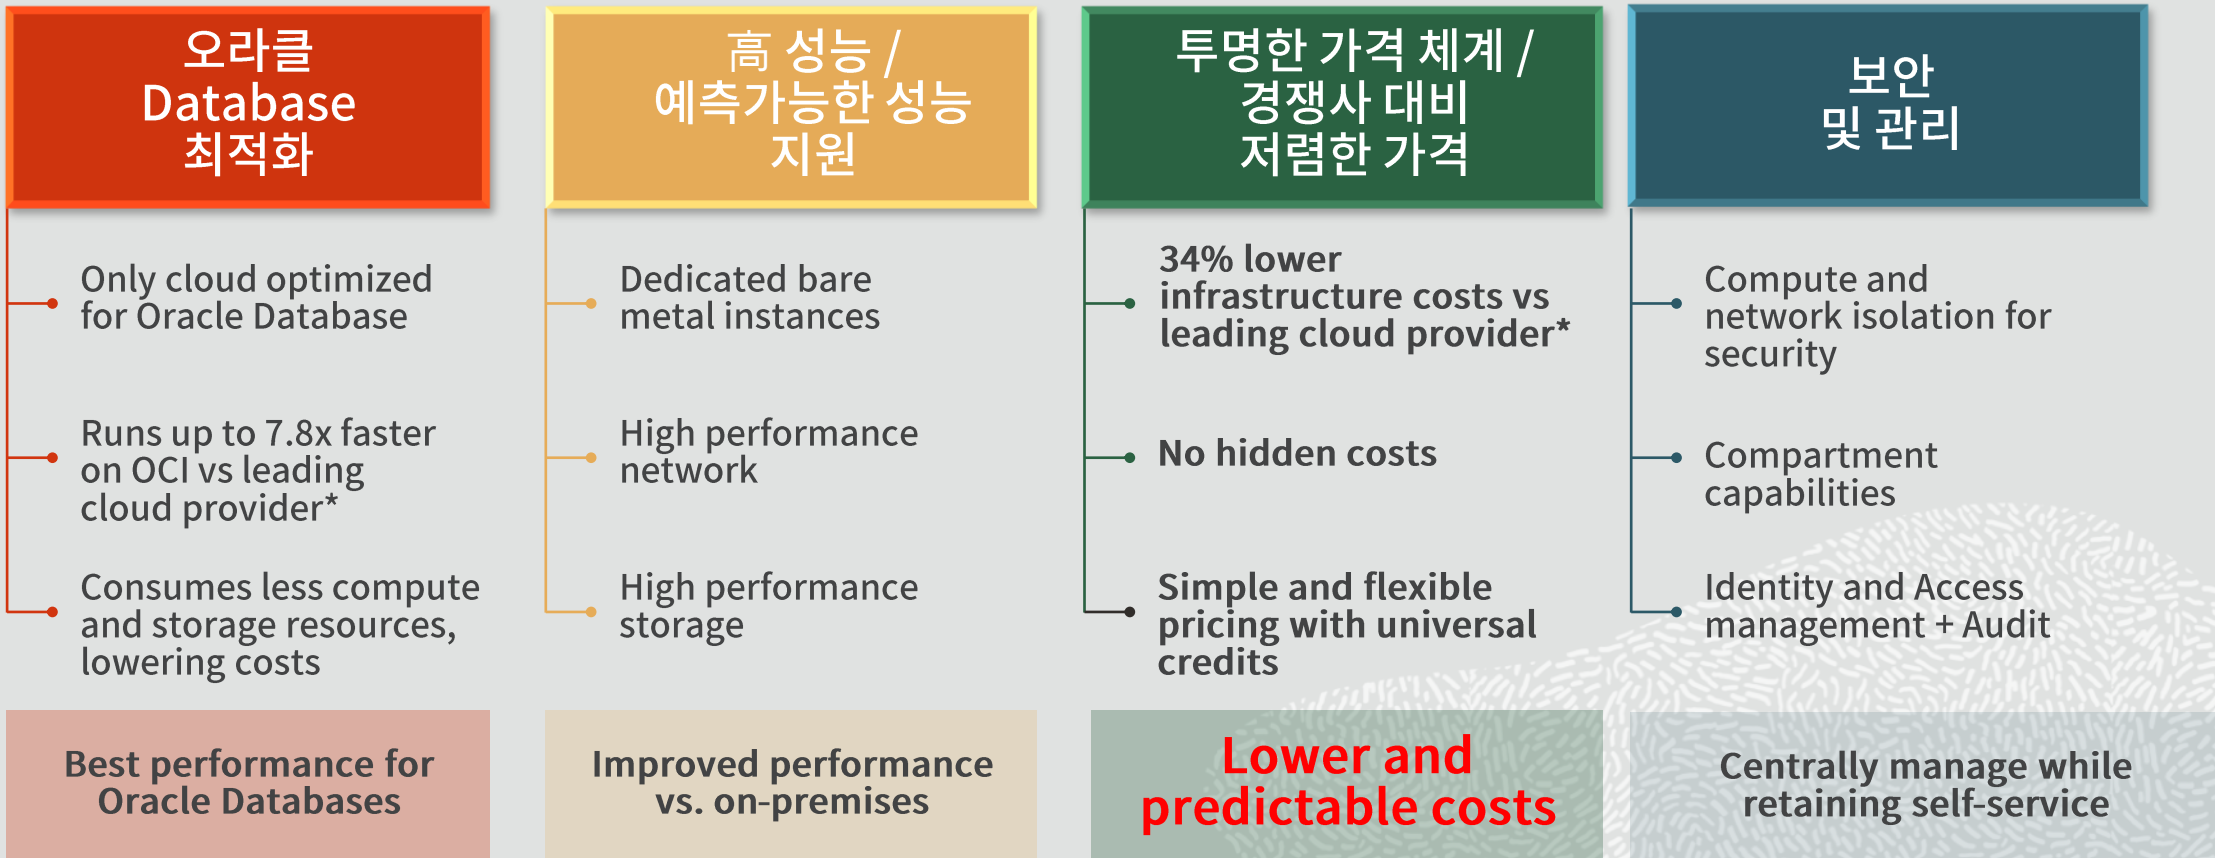 오라클
Database
최적화
Only cloud optimized
for Oracle Database
Runs up to 7.8x faster
on OCI vs leading
cloud provider*
Consumes less compute
and storage resources,
lowering costs
Best performance for
Oracle Databases
高 성능 /
예측가능한 성능
지원
Dedicated bare
metal instances
High performance
network
High performance
storage
Improved performance
vs. on-premises
투명한 가격 체계 /
경쟁사 대비
저렴한 가격
34% lower
infrastructure costs vs
leading cloud provider*
No hidden costs
Simple and flexible
pricing with universal
credits
Lower and
predictable costs
보안
및 관리
Compute and
network isolation for
security
Compartment
capabilities
Identity and Access
management + Audit
Centrally manage while
retaining self-service